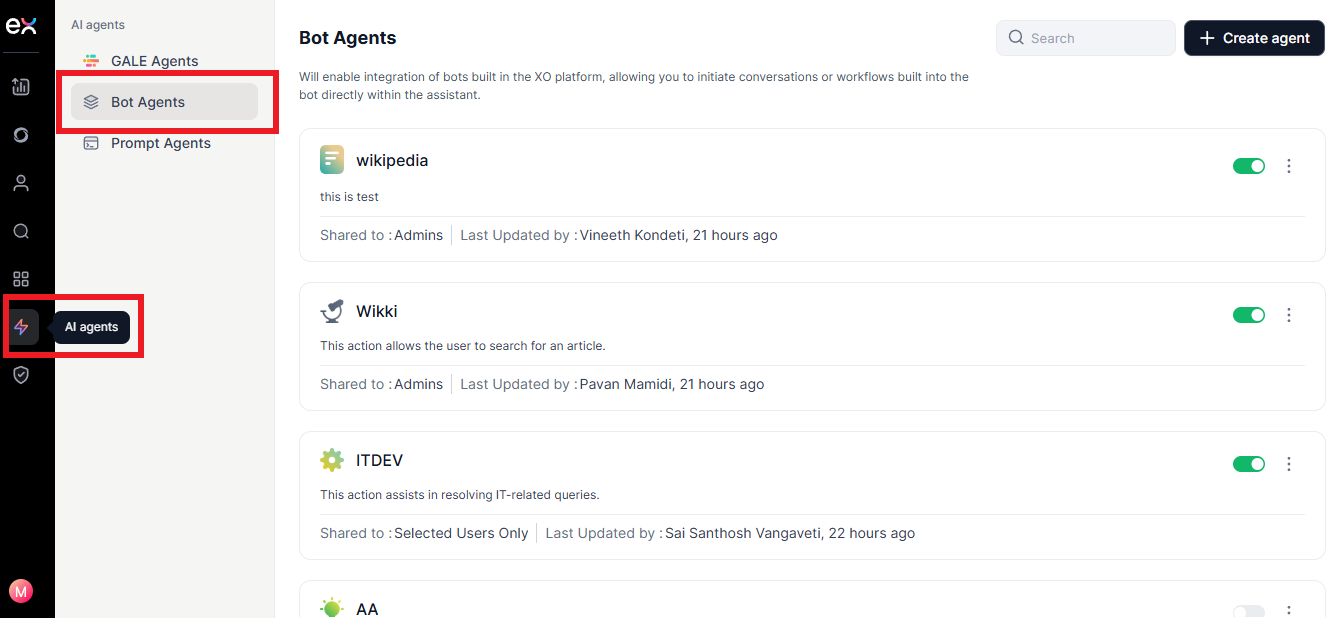 ex
AI agents
GALE Agents
Bot Agents
Prompt Agents
AI agents
M
Bot Agents
Search
Create agent
Will enable integration of bots built in the XO platform, allowing you to initiate conversations or workflows built into the
bot directly within the assistant.
wikipedia
this is test
Shared to : Admins Last Updated by : Vineeth Kondeti, 21 hours ago
Wikki
This action allows the user to search for an article.
Shared to : Admins Last Updated by : Pavan Mamidi, 21 hours ago
ITDEV
This action assists in resolving IT-related queries.
Shared to : Selected Users Only Last Updated by : Sai Santhosh Vangaveti, 22 hours ago
AA